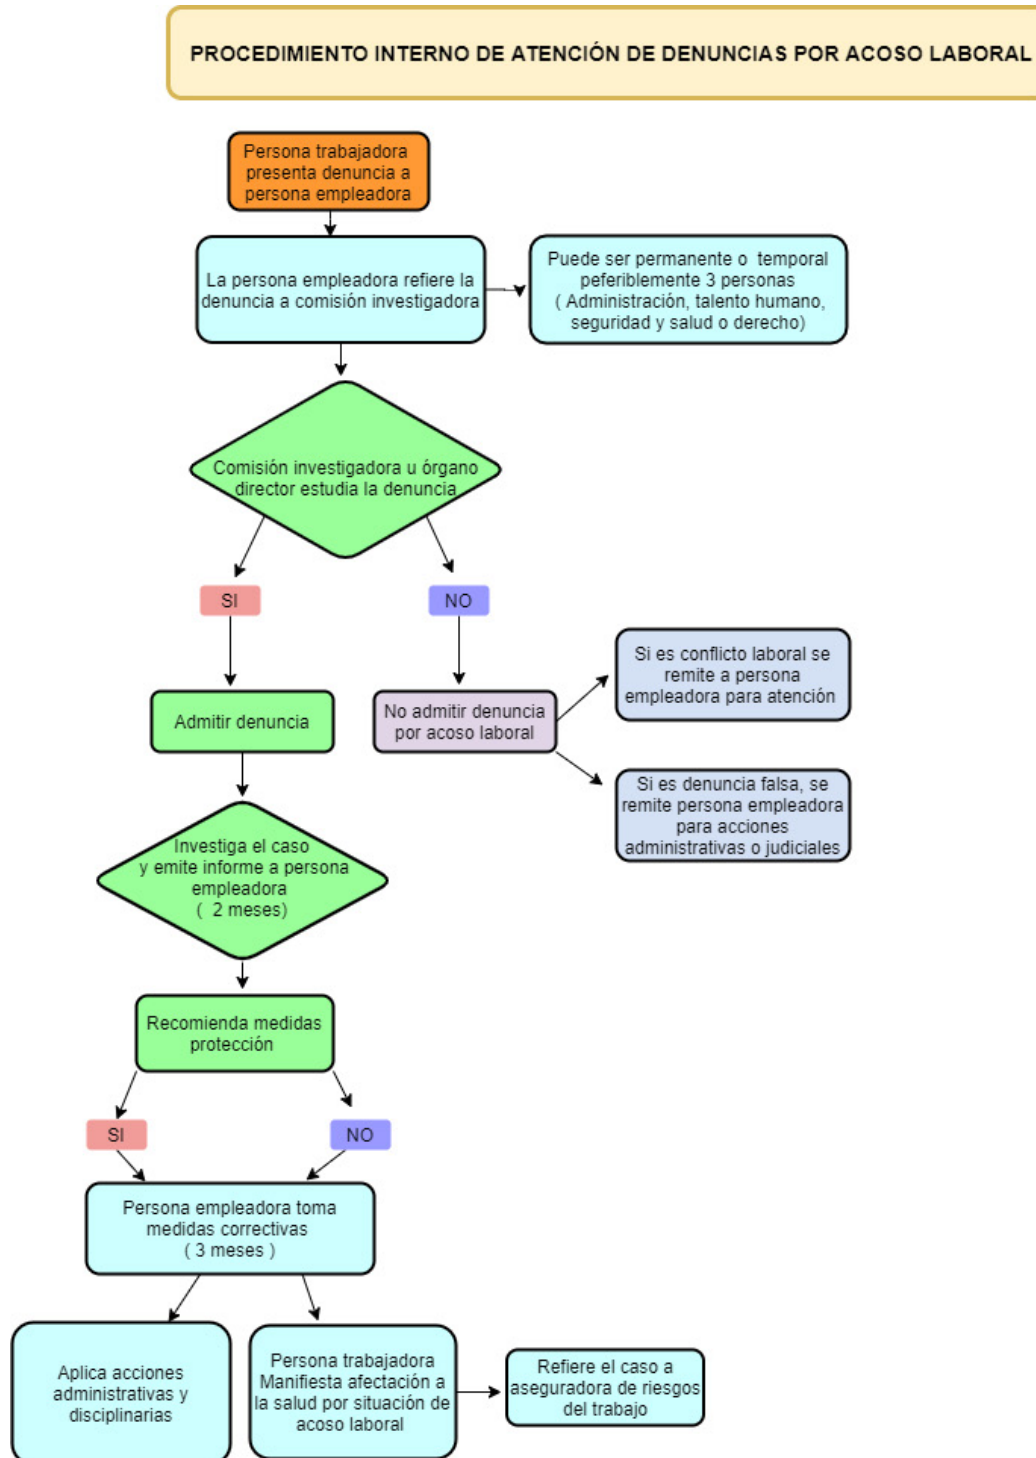 PROCEDIMIENTO INTERNO DE ATENCIÓN DE DENUNCIAS POR ACOSO LABORAL
Persona trabajadora
presenta denuncia a
persona empleadora
La persona empleadora refiere la
denuncia a comisión investigadora
Puede ser permanente o temporal
peferiblemente 3 personas
( Administración, talento humano,
seguridad y salud o derecho)
Comisión investigadora u órgano
director estudia la denuncia
SI
NO
Si es conflicto laboral se
remite a persona
empleadora para atención
Admitir denuncia
No admitir denuncia
por acoso laboral
Si es denuncia falsa, se
remite persona empleadora
para acciones
administrativas o judiciales
Investiga el caso
y emite informe a persona
empleadora
( 2 meses)
Recomienda medidas
protección
SI
NO
Persona empleadora toma
medidas correctivas
( 3 meses )
Aplica acciones
administrativas y
disciplinarias
Persona trabajadora
Manifiesta afectación a
la salud por situación de
acoso laboral
Refiere el caso a
aseguradora de riesgos
del trabajo